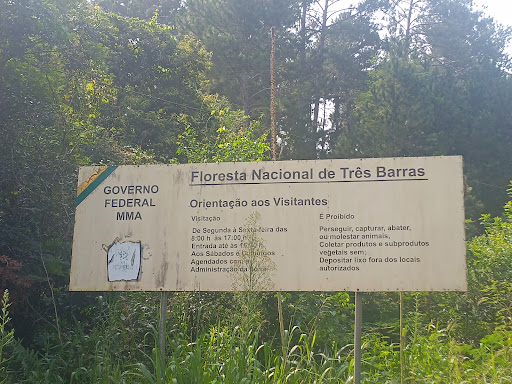 Floresta Nacional de Três Barras
GOVERNO
FEDERAL
MMA
Orientação aos Visitantes
Visitação
De Segunda à Sexta-feira das
8:00 h às 17:00 h
Entrada até às
Aos Sábados e Domingos
Agendados com
Administração da
É Proibido
Perseguir, capturar, abater,
ou molestar animais,
Coletar produtos e subprodutos
vegetais sem,
Depositar lixo fora dos locais
autorizados